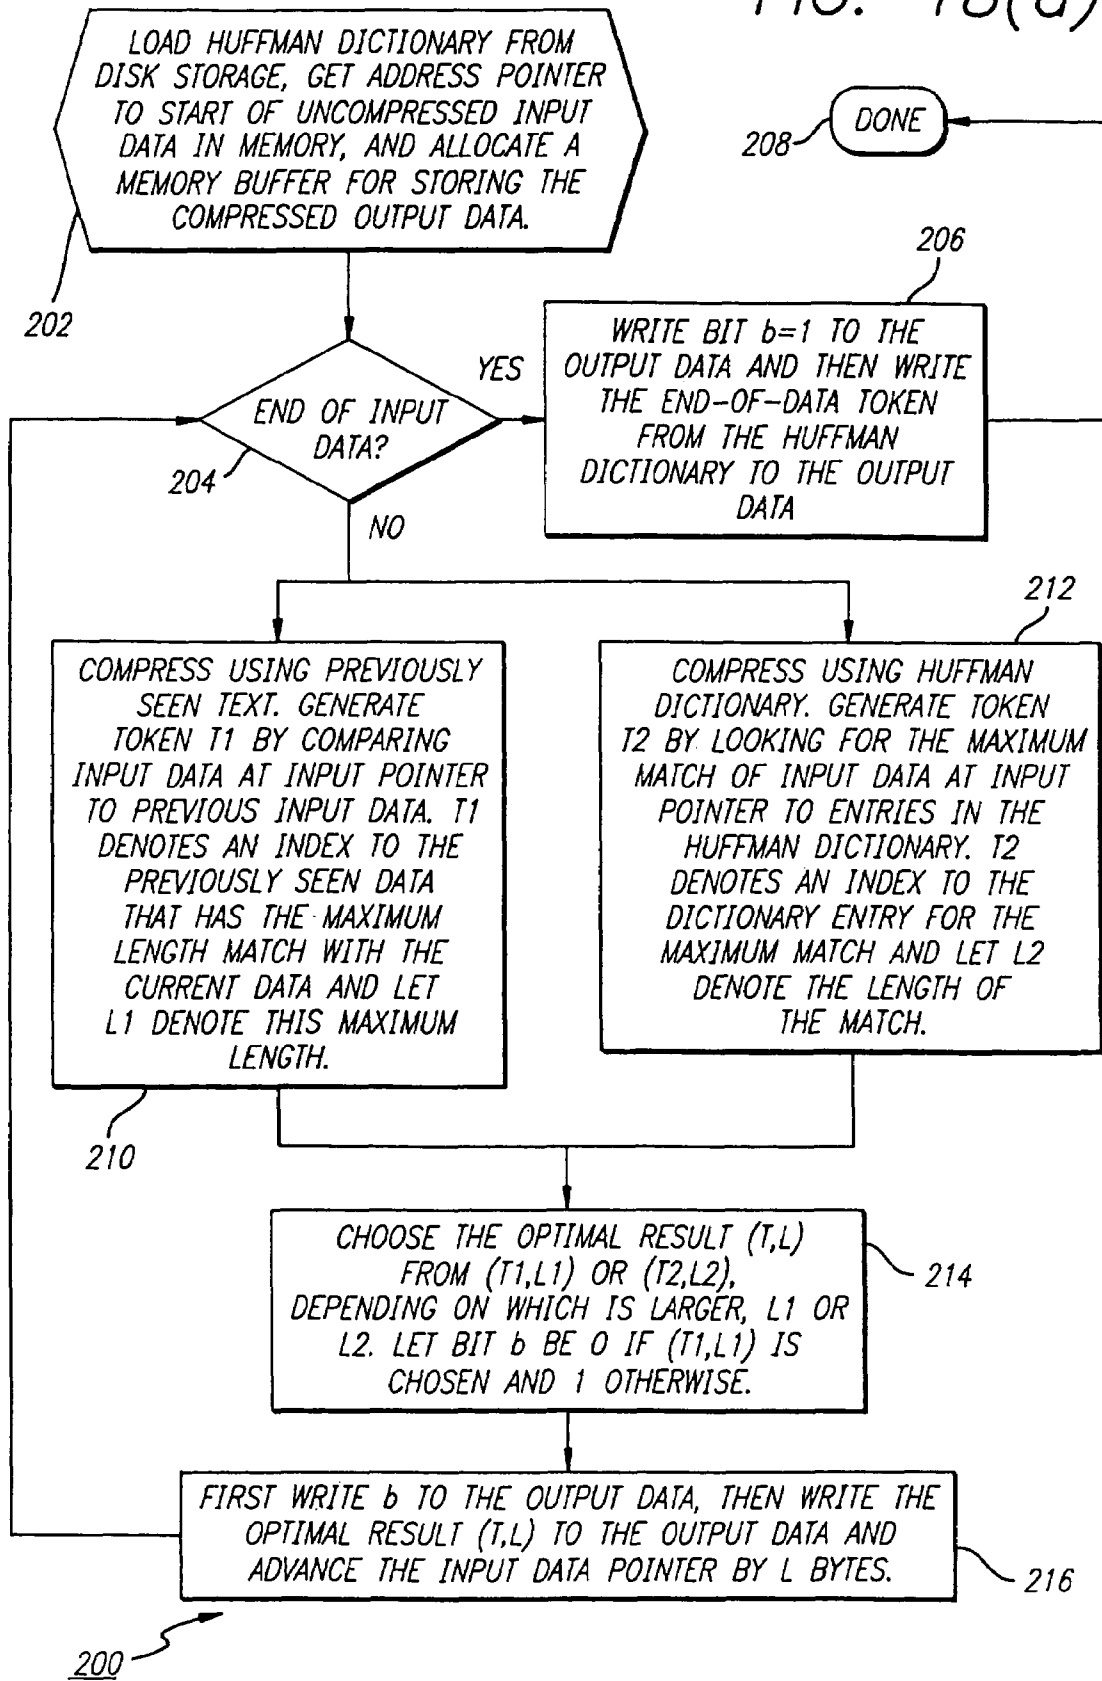 FIG. 18(a)
LOAD HUFFMAN DICTIONARY FROM
DISK STORAGE, GET ADDRESS POINTER
TO START OF UNCOMPRESSED INPUT
DATA IN MEMORY, AND ALLOCATE A
MEMORY BUFFER FOR STORING THE
COMPRESSED OUTPUT DATA.
202
DONE
208
END OF INPUT
DATA?
204
YES
NO
206
WRITE BIT b=1 TO THE
OUTPUT DATA AND THEN WRITE
THE END-OF-DATA TOKEN
FROM THE HUFFMAN
DICTIONARY TO THE OUTPUT
DATA
COMPRESS USING PREVIOUSLY
SEEN TEXT. GENERATE
TOKEN T1 BY COMPARING
INPUT DATA AT INPUT POINTER
TO PREVIOUS INPUT DATA. T1
DENOTES AN INDEX TO THE
PREVIOUSLY SEEN DATA
THAT HAS THE MAXIMUM
LENGTH MATCH WITH THE
CURRENT DATA AND LET
L1 DENOTE THIS MAXIMUM
LENGTH.
210
212
COMPRESS USING HUFFMAN
DICTIONARY. GENERATE TOKEN
T2 BY LOOKING FOR THE MAXIMUM
MATCH OF INPUT DATA AT INPUT
POINTER TO ENTRIES IN THE
HUFFMAN DICTIONARY. T2
DENOTES AN INDEX TO THE
DICTIONARY ENTRY FOR THE
MAXIMUM MATCH AND LET L2
DENOTE THE LENGTH OF
THE MATCH.
CHOOSE THE OPTIMAL RESULT (T,L)
FROM (T1,L1) OR (T2,L2),
DEPENDING ON WHICH IS LARGER, L1 OR
L2. LET BIT b BE 0 IF (T1,L1) IS
CHOSEN AND 1 OTHERWISE.
214
FIRST WRITE b TO THE OUTPUT DATA, THEN WRITE THE
OPTIMAL RESULT (T,L) TO THE OUTPUT DATA AND
ADVANCE THE INPUT DATA POINTER BY L BYTES.
216
200